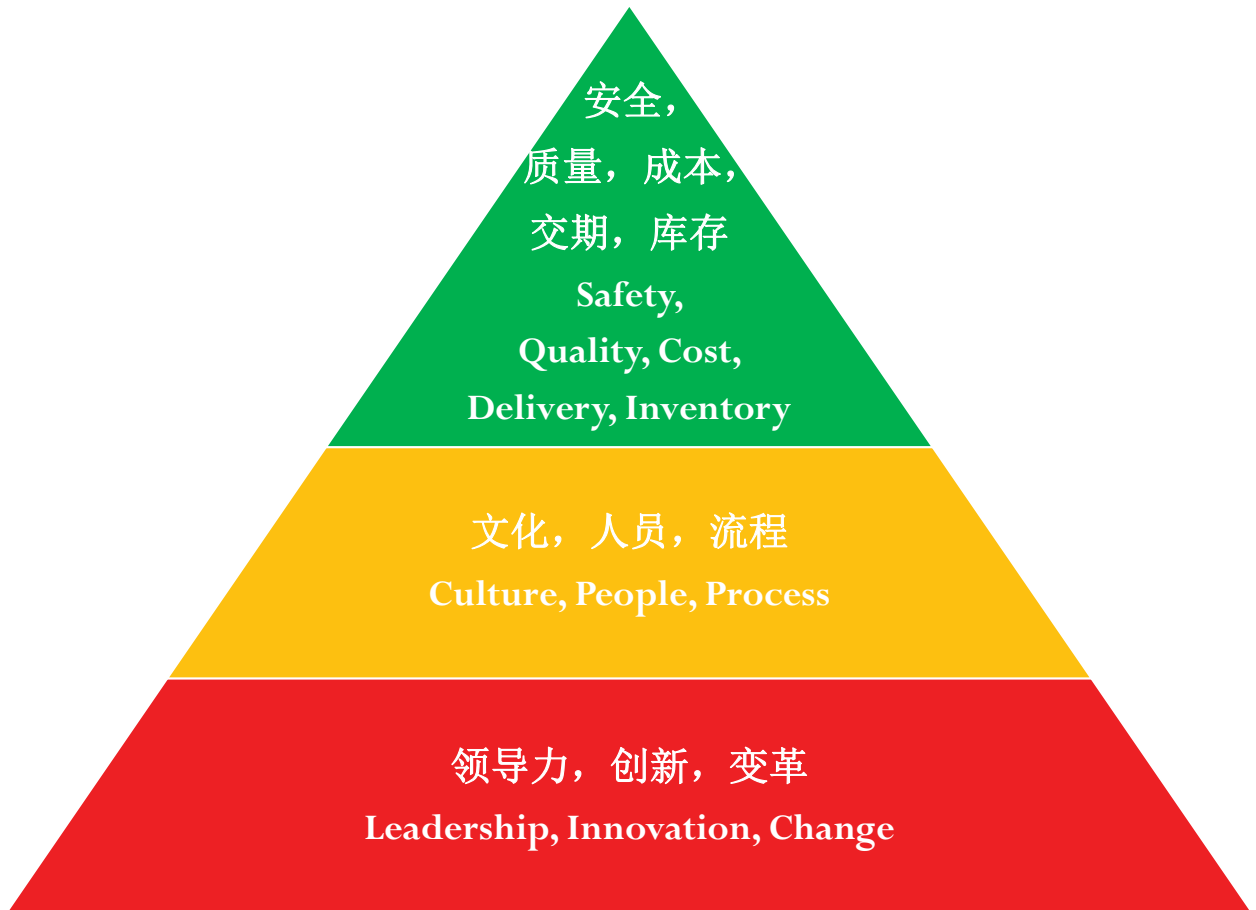 安全，
质量，成本，
交期，库存
Safety,
Quality, Cost,
Delivery, Inventory
文化，人员，流程
Culture, People, Process
领导力，创新，变革
Leadership, Innovation, Change